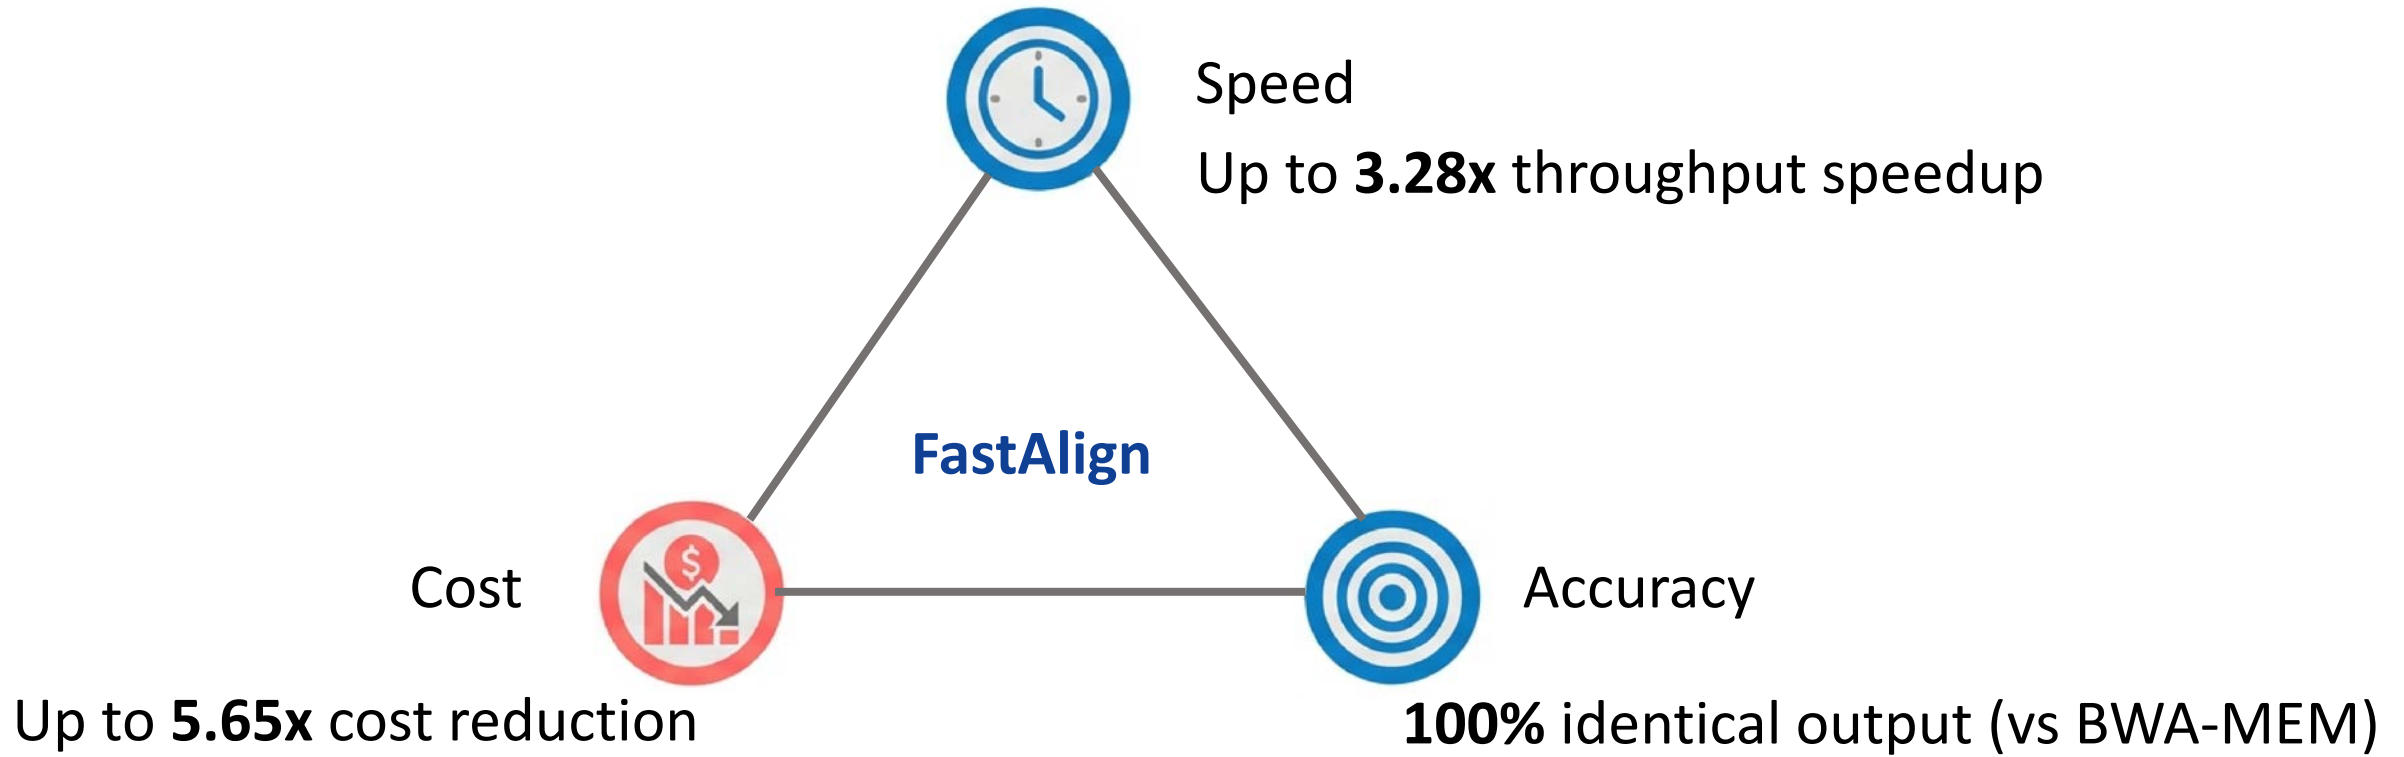 Speed
Up to 3.28x throughput speedup
FastAlign
$
Cost
Accuracy
Up to 5.65x cost reduction
100% identical output (vs BWA-MEM)